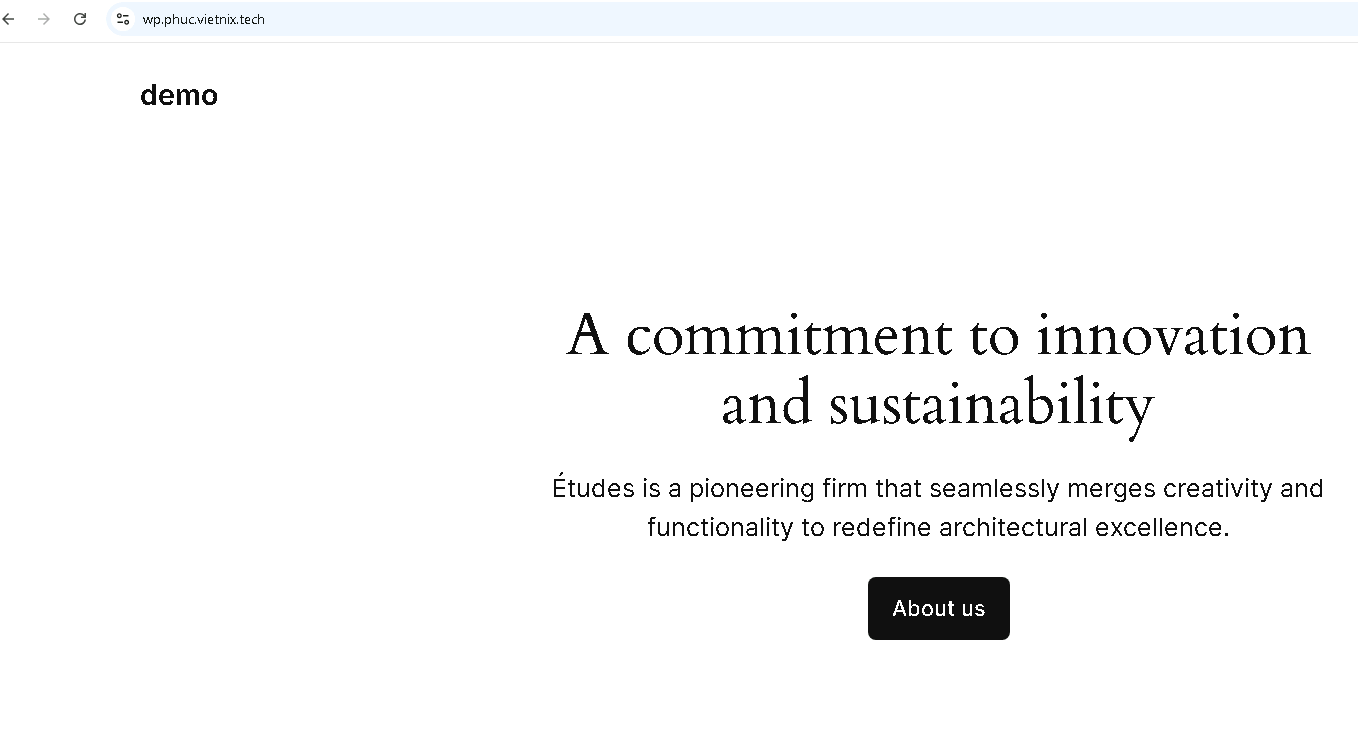 wp.phuc.vietnix.tech
demo
A commitment to innovation
and sustainability
Études is a pioneering firm that seamlessly merges creativity and
functionality to redefine architectural excellence.
About us